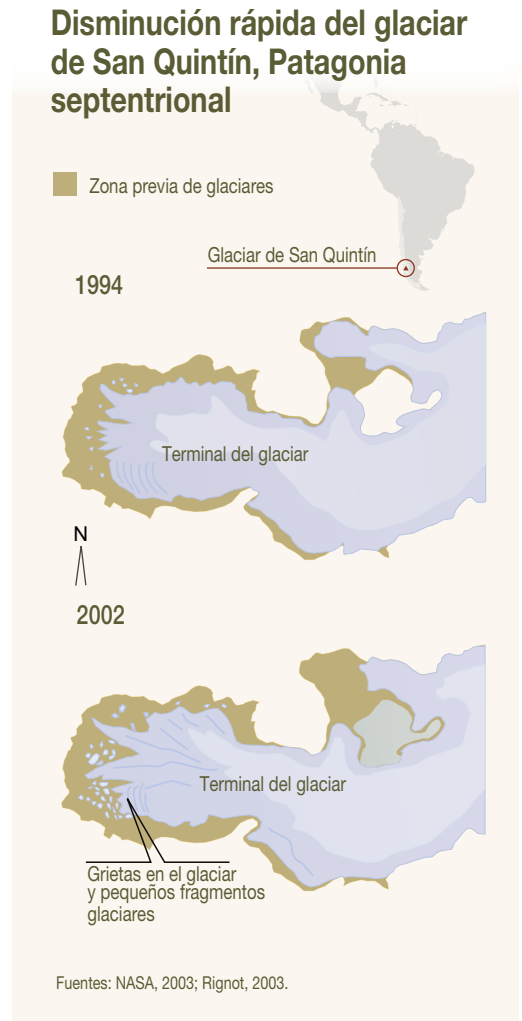 Disminución rápida del glaciar
de San Quintín, Patagonia
septentrional
Zona previa de glaciares
Glaciar de San Quintín
1994
Terminal del glaciar
N
2002
Terminal del glaciar
Grietas en el glaciar
y pequeños fragmentos
glaciares
Fuentes: NASA, 2003; Rignot, 2003.